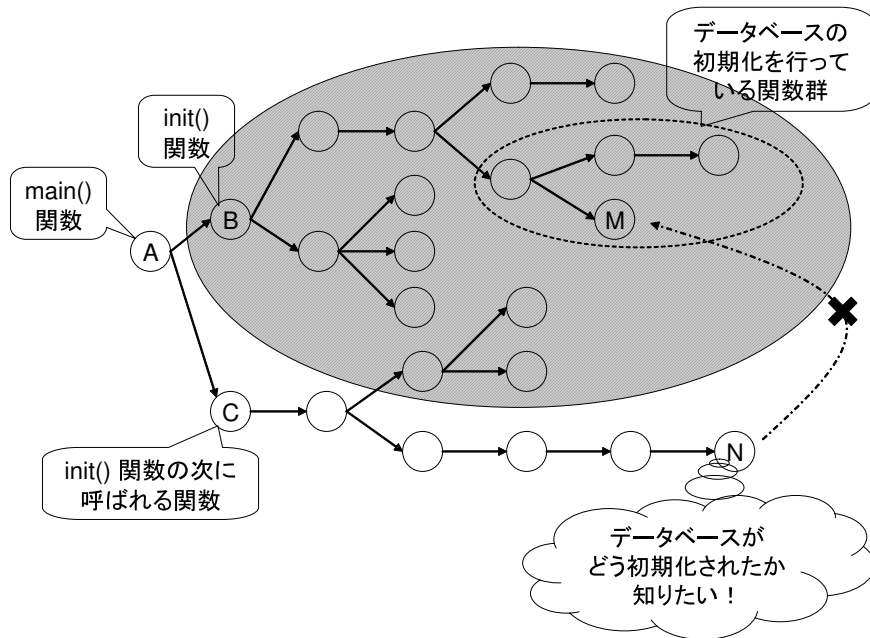 データベースの
初期化を行って
いる関数群
init()
関数
main()
関数
A
B
M
C
N
init() 関数の次に
呼ばれる関数
データベースが
どう初期化されたか
知りたい！